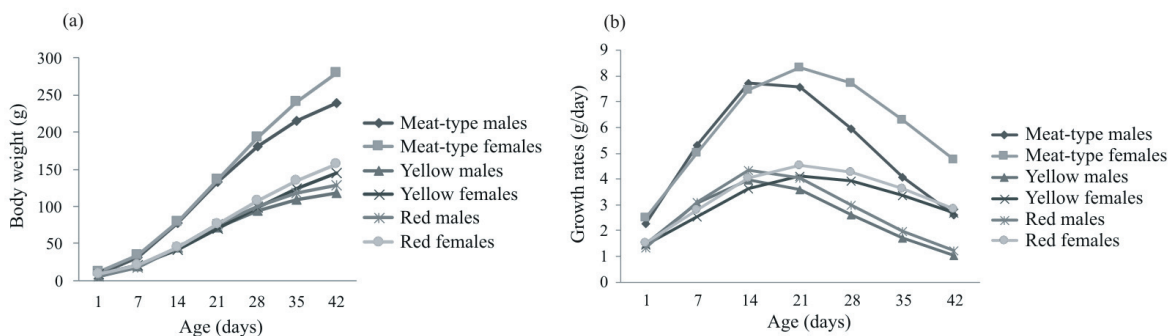 (a)
Body weight (g)
300
250
200
150
100
50
0
1 7 14 21 28 35 42
Age (days)
Meat-type males
Meat-type females
Yellow males
Yellow females
Red males
Red females
(b)
Growth rates (g/day)
9
8
7
6
5
4
3
2
1
0
1 7 14 21 28 35 42
Age (days)
Meat-type males
Meat-type females
Yellow males
Yellow females
Red males
Red females